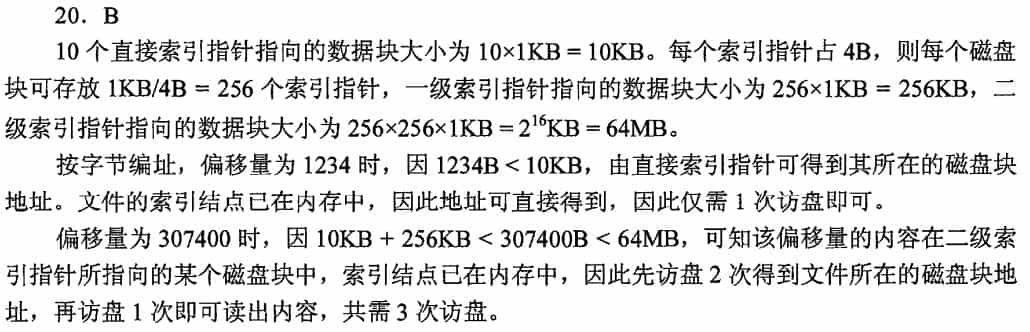 20. B
10 个直接索引指针指向的数据块大小为 10×1KB = 10KB。每个索引指针占 4B，则每个磁盘
块可存放 1KB/4B = 256 个索引指针，一级索引指针指向的数据块大小为 256×1KB = 256KB，二
级索引指针指向的数据块大小为 256×256×1KB = 2¹⁶KB = 64MB。
按字节编址，偏移量为 1234 时，因 1234B < 10KB，由直接索引指针可得到其所在的磁盘块
地址。文件的索引结点已在内存中，因此地址可直接得到，因此仅需 1 次访盘即可。
偏移量为 307400 时，因 10KB + 256KB < 307400B < 64MB，可知该偏移量的内容在二级索
引指针所指向的某个磁盘块中，索引结点已在内存中，因此先访盘 2 次得到文件所在的磁盘块地
址，再访盘 1 次即可读出内容，共需 3 次访盘。